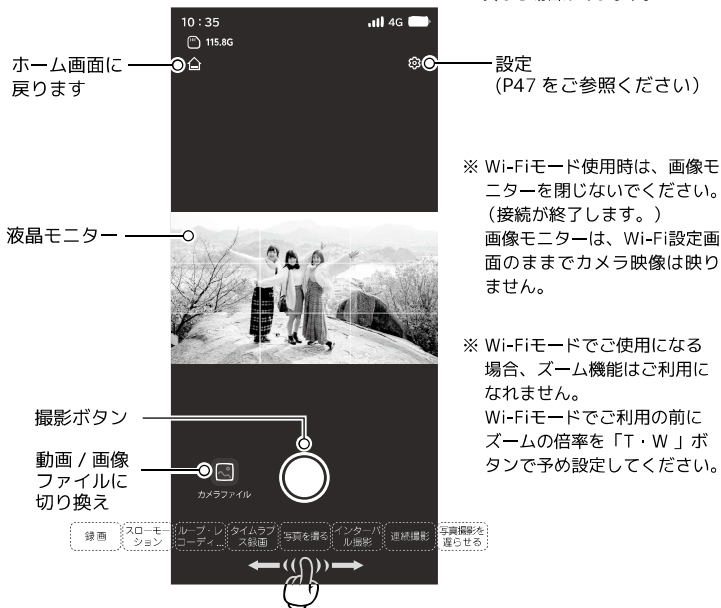 10:35
4G
115.8G
ホーム画面に
戻ります
設定
(P47 をご参照ください)
※ Wi-Fiモード使用時は、画像モ
ニターを閉じないでください。
(接続が終了します。)
画像モニターは、Wi-Fi設定画
面のままでカメラ映像は映り
ません。
液晶モニター
※ Wi-Fiモードでご使用になる
場合、ズーム機能はご利用に
なれません。
Wi-Fiモードでご利用の前に
ズームの倍率を「T・W 」ボ
タンで予め設定してください。
撮影ボタン
動画 / 画像
ファイルに
切り換え
カメラファイル
録画
スローモー
ション
ループ・レ
コーディ...
タイムラプ
ス録画
写真を撮る
インターバ
ル撮影
連続撮影
写真撮影を
遅らせる